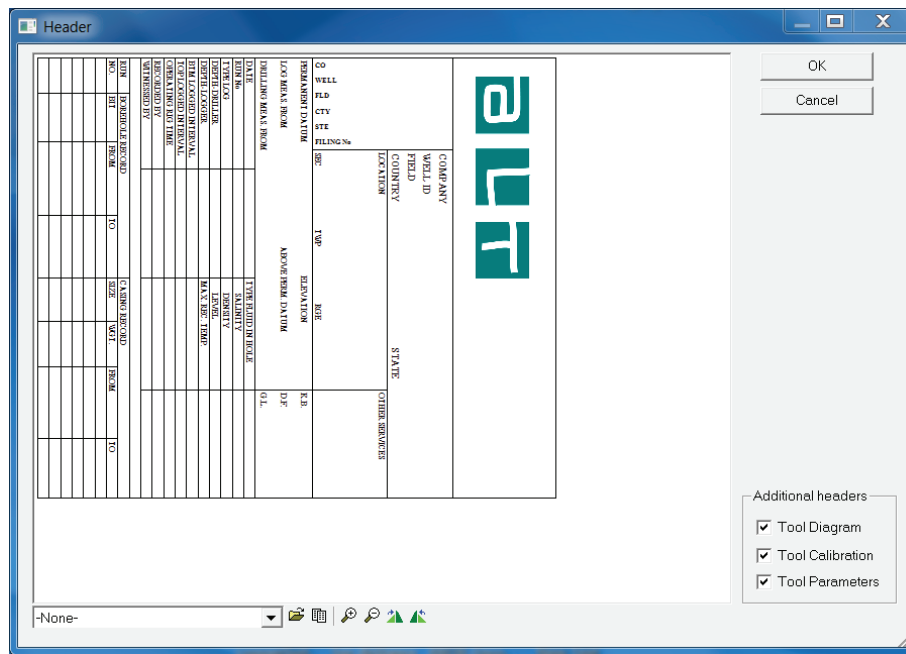 Header
OK
Cancel
aLT
COMPANY
WELL ID
FIELD
COUNTRY STATE
CO
WELL
FLD
CTY
STE
FILING No
LOCATION OTHER SERVICES
SEC TWP RGE
PERMANENT DATUM ELEVATION K.B.
LOG MEAS. FROM ABOVE PERM. DATUM D.F.
DRILLING MEAS. FROM G.L.
DATE TYPE FLUID IN HOLE
RUN No SALINITY
TYPE LOG DENSITY
DEPTH-DRILLER LEVEL
DEPTH-LOGGER MAX. REC. TEMP.
BTM LOGGED INTERVAL
TOP LOGGED INTERVAL
OPERATING RIG TIME
RECORDED BY
WITNESSED BY
RUN BOREHOLE RECORD CASING RECORD
NO. BIT FROM TO SIZE WGT. FROM TO
Additional headers
Tool Diagram
Tool Calibration
Tool Parameters
-None-